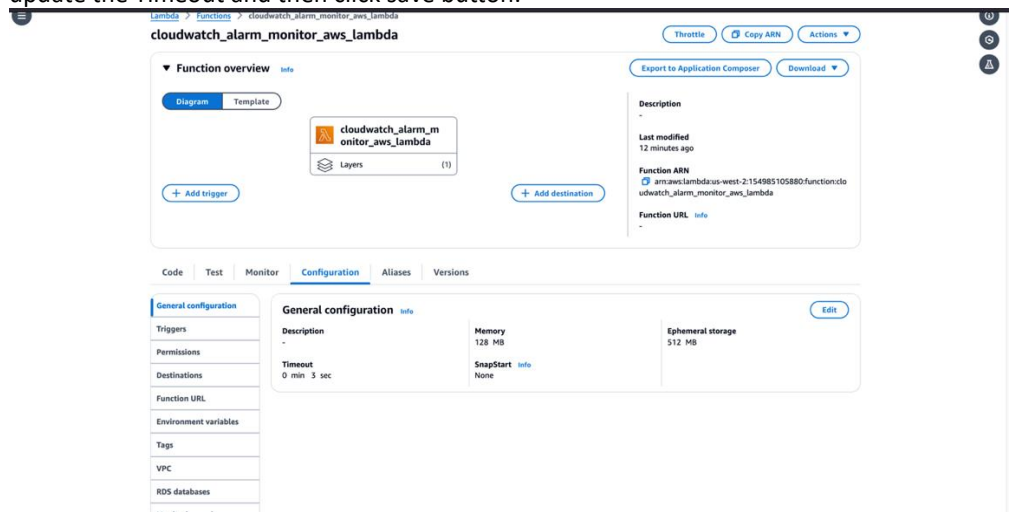 update the Timeout and then click save button.
Lambda > Functions > cloudwatch_alarm_monitor_aws_lambda
cloudwatch_alarm_monitor_aws_lambda
Throttle Copy ARN Actions ▼
▼ Function overview Info
Export to Application Composer Download ▼
Diagram Template
cloudwatch_alarm_m
onitor_aws_lambda
Layers (1)
+ Add trigger
+ Add destination
Description
-
Last modified
12 minutes ago
Function ARN
arn:aws:lambda:us-west-2:154985105880:function:clo
udwatch_alarm_monitor_aws_lambda
Function URL Info
-
Code Test Monitor Configuration Aliases Versions
General configuration
Triggers
Permissions
Destinations
Function URL
Environment variables
Tags
VPC
RDS databases
General configuration Info
Edit
Description
-
Memory
128 MB
Ephemeral storage
512 MB
Timeout
0 min 3 sec
SnapStart Info
None